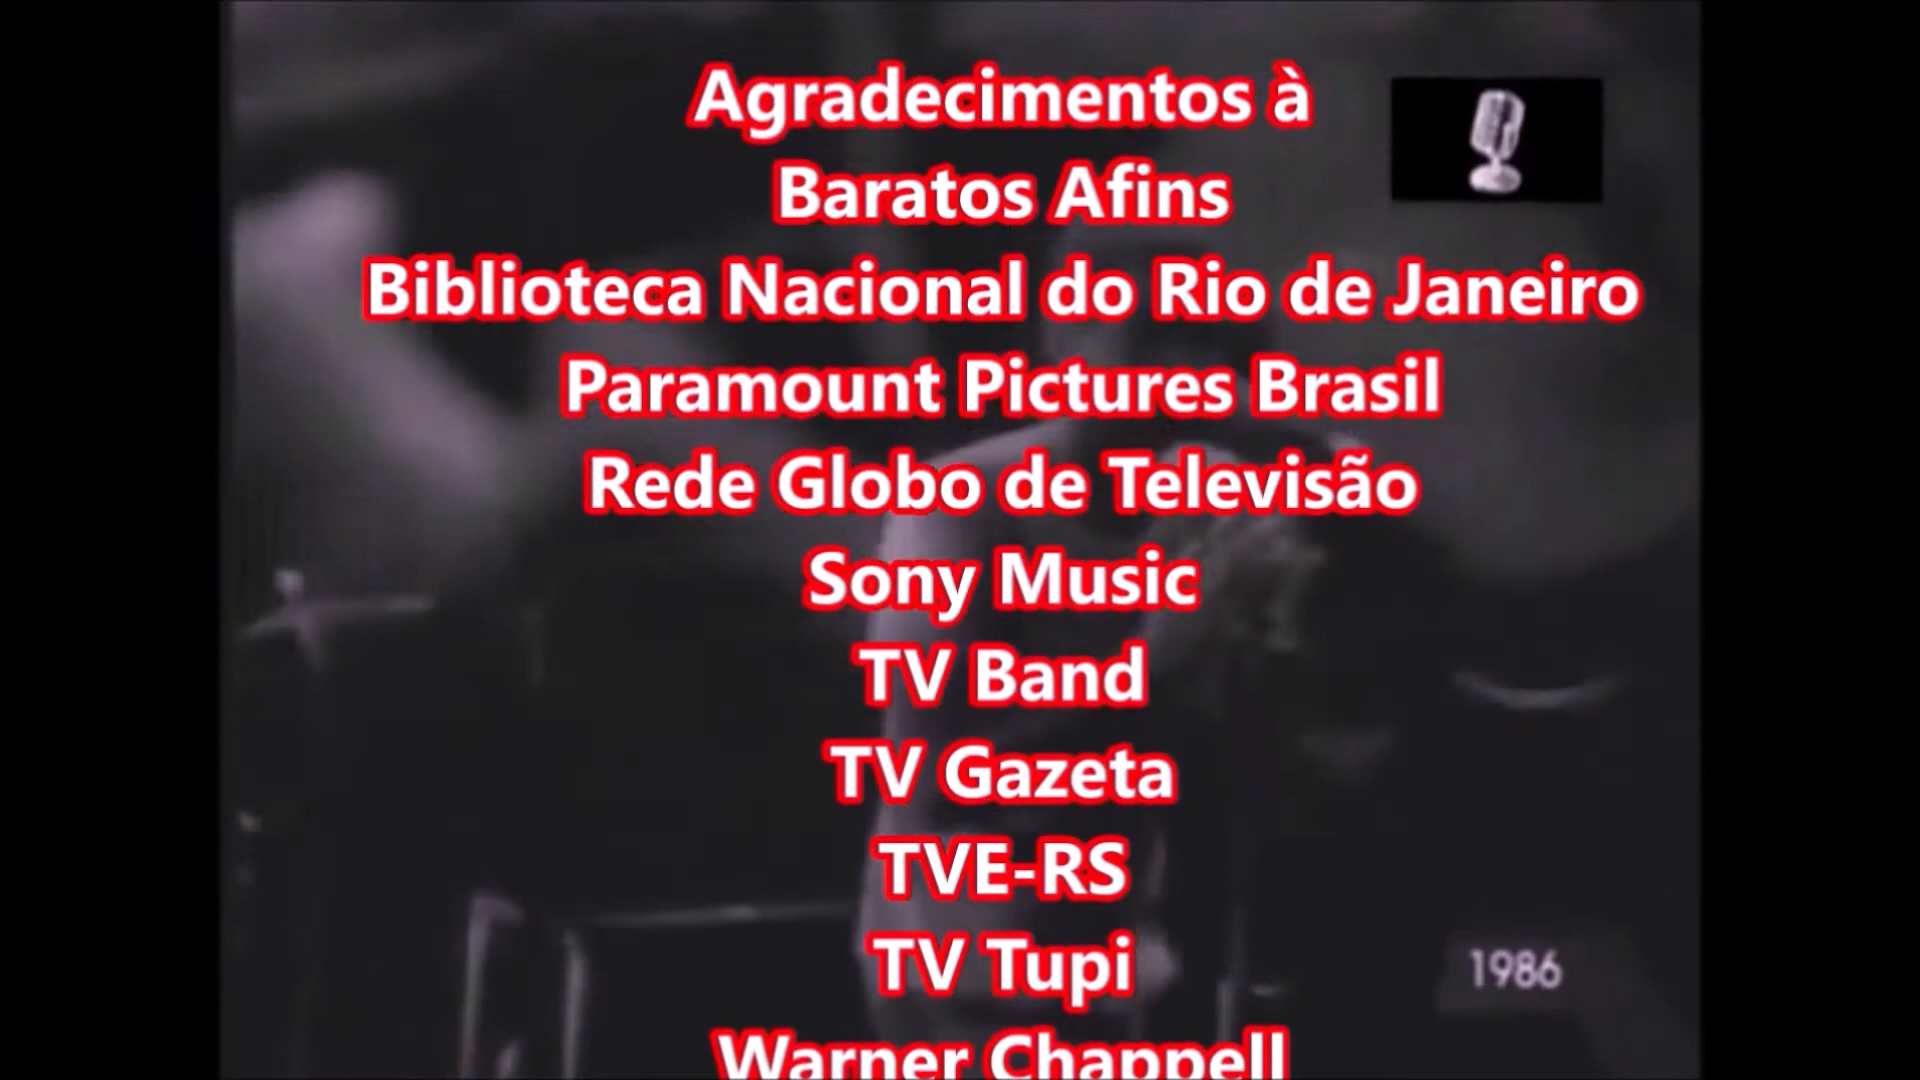 Agradecimentos à
Baratos Afins
Biblioteca Nacional do Rio de Janeiro
Paramount Pictures Brasil
Rede Globo de Televisão
Sony Music
TV Band
TV Gazeta
TVE-RS
TV Tupi
1986
Warner Chappell